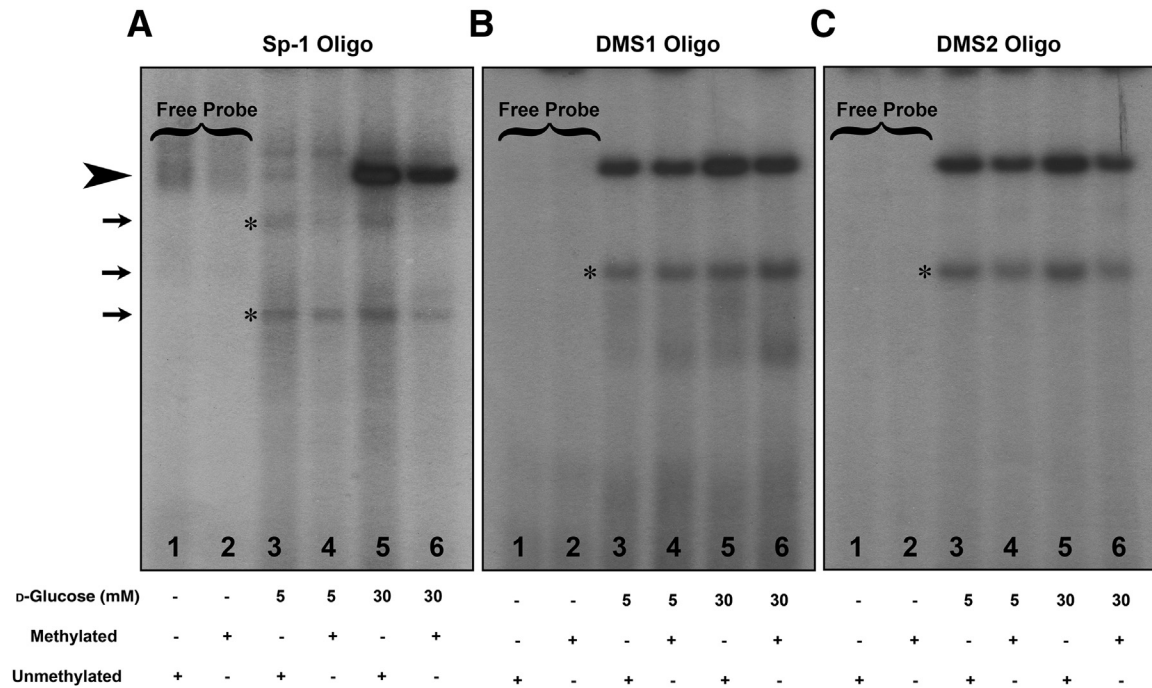 A
B
C
Sp-1 Oligo
DMS1 Oligo
DMS2 Oligo
Free Probe
Free Probe
Free Probe
*
*
*
*
1 2 3 4 5 6
1 2 3 4 5 6
1 2 3 4 5 6
D-Glucose (mM) - - 5 5 30 30 - - 5 5 30 30 - - 5 5 30 30
Methylated - + - + - + - + - + - + - + - + - +
Unmethylated + - + - + - + - + - + - + - + - + -